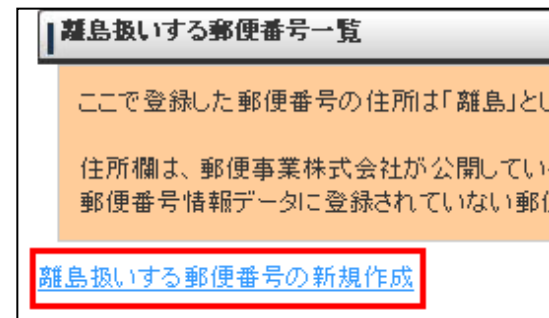 離島扱いする郵便番号一覧
ここで登録した郵便番号の住所は「離島」とし
住所欄は、郵便事業株式会社が公開してい
郵便番号情報データに登録されていない郵
離島扱いする郵便番号の新規作成